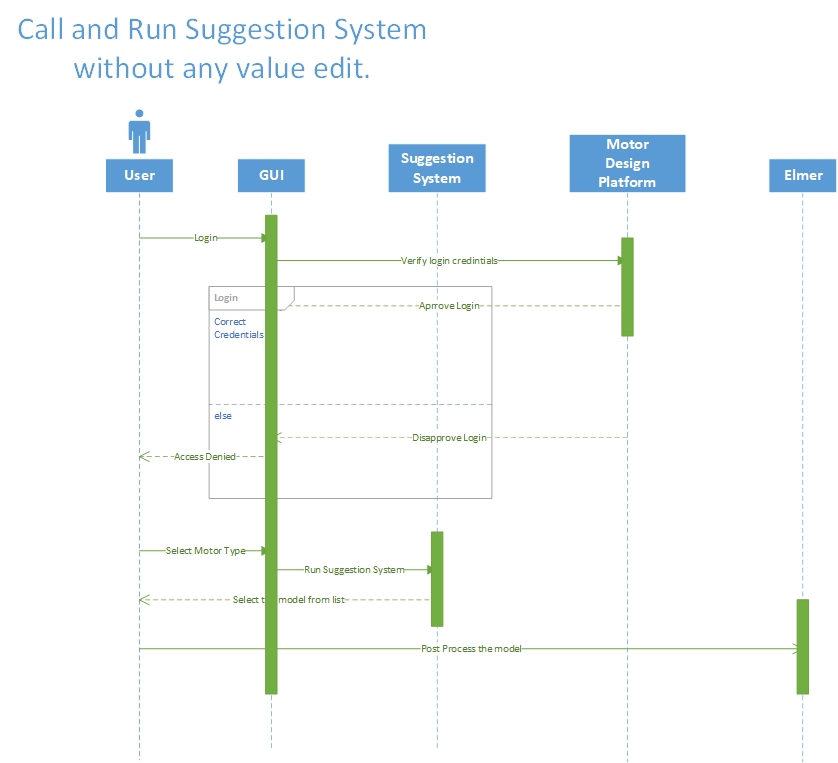 Call and Run Suggestion System
without any value edit.
User
GUI
Suggestion
System
Motor
Design
Platform
Elmer
Login
Verify login credintials
Login
Aprrove Login
Correct
Credentials
else
Disapprove Login
Access Denied
Select Motor Type
Run Suggestion System
Select t model from list
Post Process the model